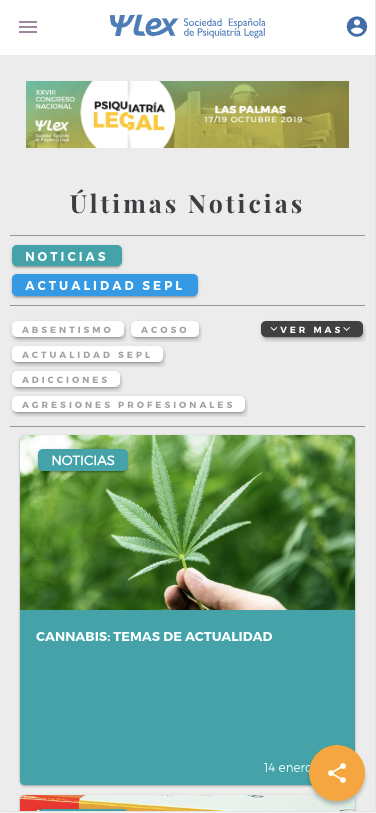 Ylex Sociedad Española
de Psiquiatría Legal
XXVIII
CONGRESO
NACIONAL
Ylex
Sociedad Española
de Psiquiatría Legal
PSIQUIATRÍA
LEGAL
LAS PALMAS
17/19 OCTUBRE 2019
Últimas Noticias
NOTICIAS
ACTUALIDAD SEPL
ABSENTISMO
ACOSO
VER MAS
ACTUALIDAD SEPL
ADICCIONES
AGRESIONES PROFESIONALES
NOTICIAS
CANNABIS: TEMAS DE ACTUALIDAD
14 enero